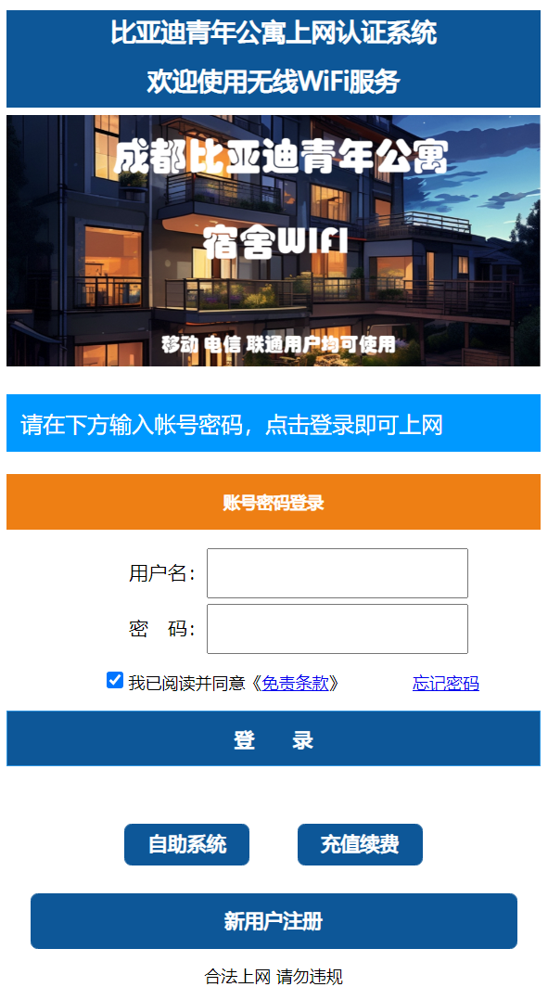 比亚迪青年公寓上网认证系统
欢迎使用无线WiFi服务
成都比亚迪青年公寓
宿舍WIFI
移动 电信 联通用户均可使用
请在下方输入帐号密码，点击登录即可上网
账号密码登录
用户名：
密 码：
我已阅读并同意《免责条款》 忘记密码
登 录
自助系统 充值续费
新用户注册
合法上网 请勿违规